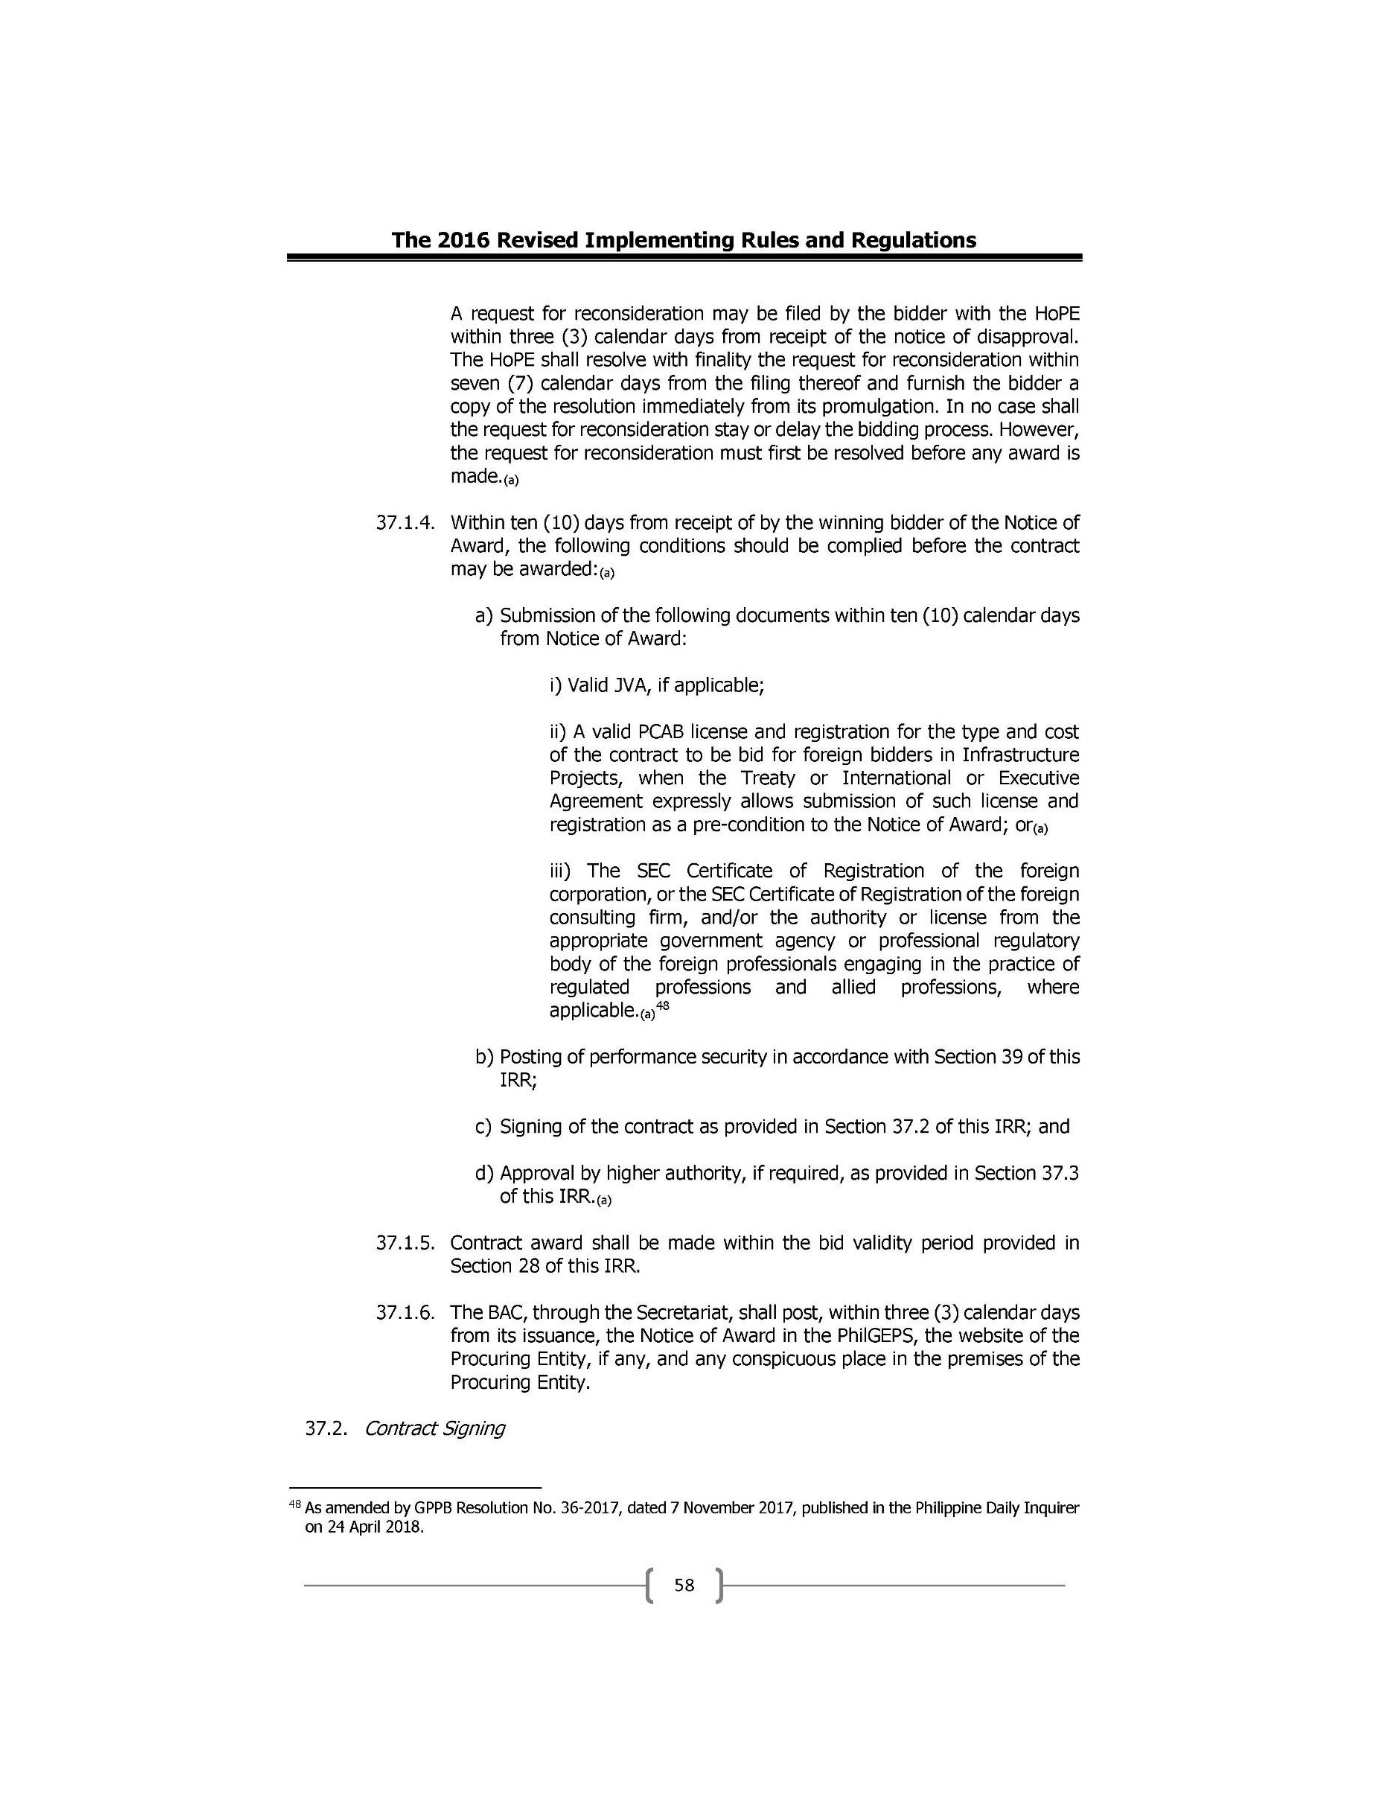 The 2016 Revised Implementing Rules and Regulations
A request for reconsideration may be filed by the bidder with the HoPE
within three (3) calendar days from receipt of the notice of disapproval.
The HoPE shall resolve with finality the request for reconsideration within
seven (7) calendar days from the filing thereof and furnish the bidder a
copy of the resolution immediately from its promulgation. In no case shall
the request for reconsideration stay or delay the bidding process. However,
the request for reconsideration must first be resolved before any award is
made.(a)
37.1.4. Within ten (10) days from receipt of by the winning bidder of the Notice of
Award, the following conditions should be complied before the contract
may be awarded:(a)
a) Submission of the following documents within ten (10) calendar days
from Notice of Award:
i) Valid JVA, if applicable;
ii) A valid PCAB license and registration for the type and cost
of the contract to be bid for foreign bidders in Infrastructure
Projects, when the Treaty or International or Executive
Agreement expressly allows submission of such license and
registration as a pre-condition to the Notice of Award; or(a)
iii) The SEC Certificate of Registration of the foreign
corporation, or the SEC Certificate of Registration of the foreign
consulting firm, and/or the authority or license from the
appropriate government agency or professional regulatory
body of the foreign professionals engaging in the practice of
regulated professions and allied professions, where
applicable.(a)48
b) Posting of performance security in accordance with Section 39 of this
IRR;
c) Signing of the contract as provided in Section 37.2 of this IRR; and
d) Approval by higher authority, if required, as provided in Section 37.3
of this IRR.(a)
37.1.5. Contract award shall be made within the bid validity period provided in
Section 28 of this IRR.
37.1.6. The BAC, through the Secretariat, shall post, within three (3) calendar days
from its issuance, the Notice of Award in the PhilGEPS, the website of the
Procuring Entity, if any, and any conspicuous place in the premises of the
Procuring Entity.
37.2. Contract Signing
48 As amended by GPPB Resolution No. 36-2017, dated 7 November 2017, published in the Philippine Daily Inquirer
on 24 April 2018.
58